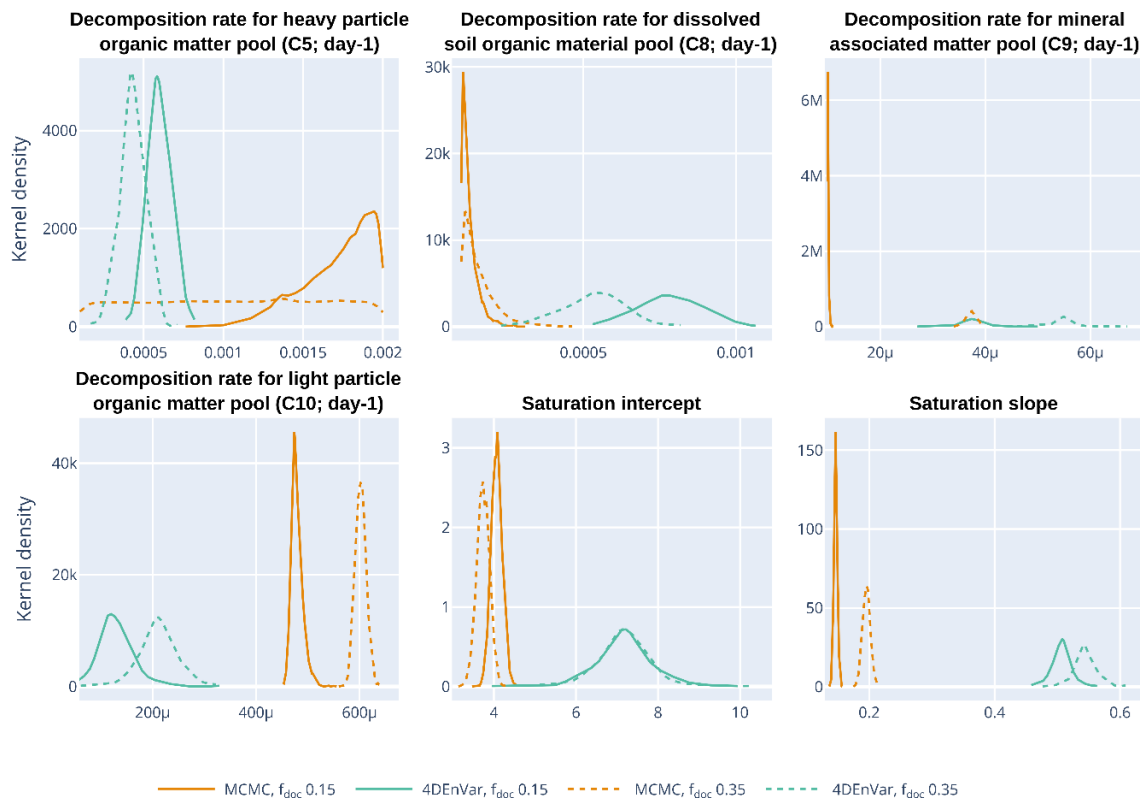 Decomposition rate for heavy particle
organic matter pool (C5; day-1)
Decomposition rate for dissolved
soil organic material pool (C8; day-1)
Decomposition rate for mineral
associated matter pool (C9; day-1)
Kernel density
4000
2000
0
0.0005
0.001
0.0015
0.002
30k
20k
10k
0
0.0005
0.001
6M
4M
2M
0
20μ
40μ
60μ
Decomposition rate for light particle
organic matter pool (C10; day-1)
Saturation intercept
Saturation slope
Kernel density
40k
20k
0
200μ
400μ
600μ
3
2
1
0
4
6
8
10
150
100
50
0
0.2
0.4
0.6
MCMC, fdoc 0.15
4DEnVar, fdoc 0.15
MCMC, fdoc 0.35
4DEnVar, fdoc 0.35